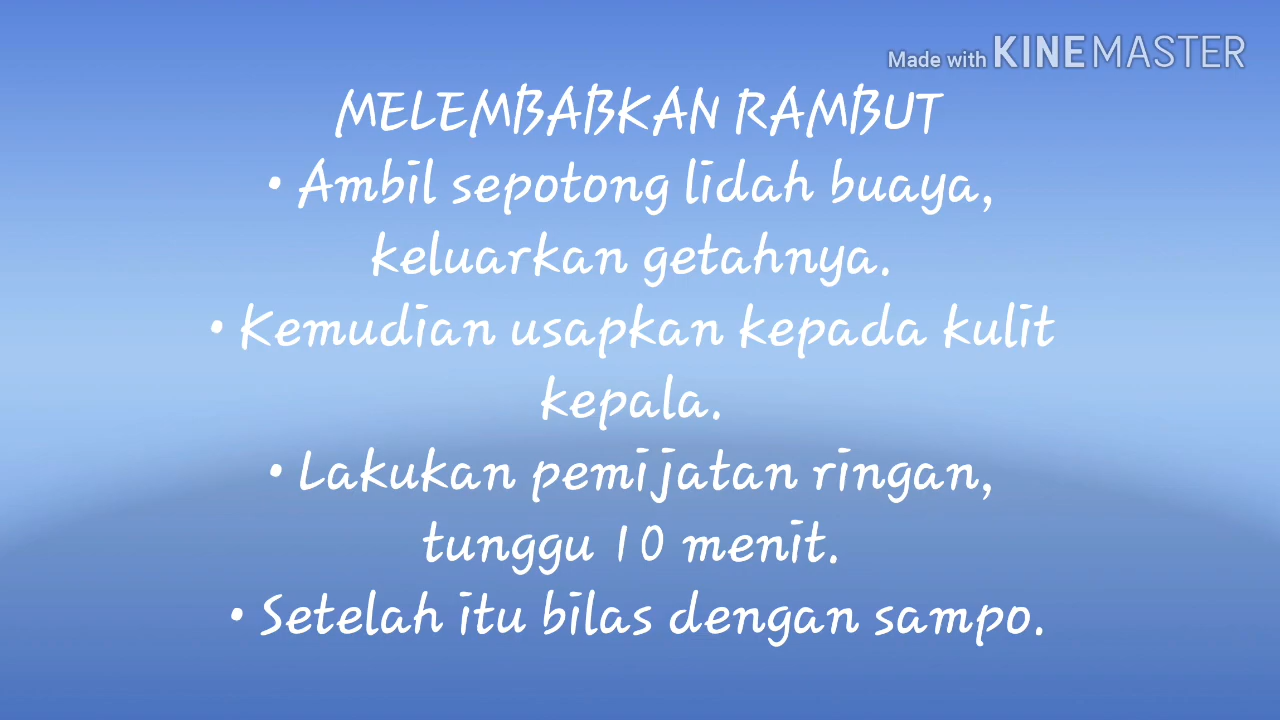 Made with KINEMASTER
MELEMBABKAN RAMBUT
• Ambil sepotong lidah buaya,
keluarkan getahnya.
• Kemudian usapkan kepada kulit
kepala.
• Lakukan pemijatan ringan,
tunggu 10 menit.
• Setelah itu bilas dengan sampo.